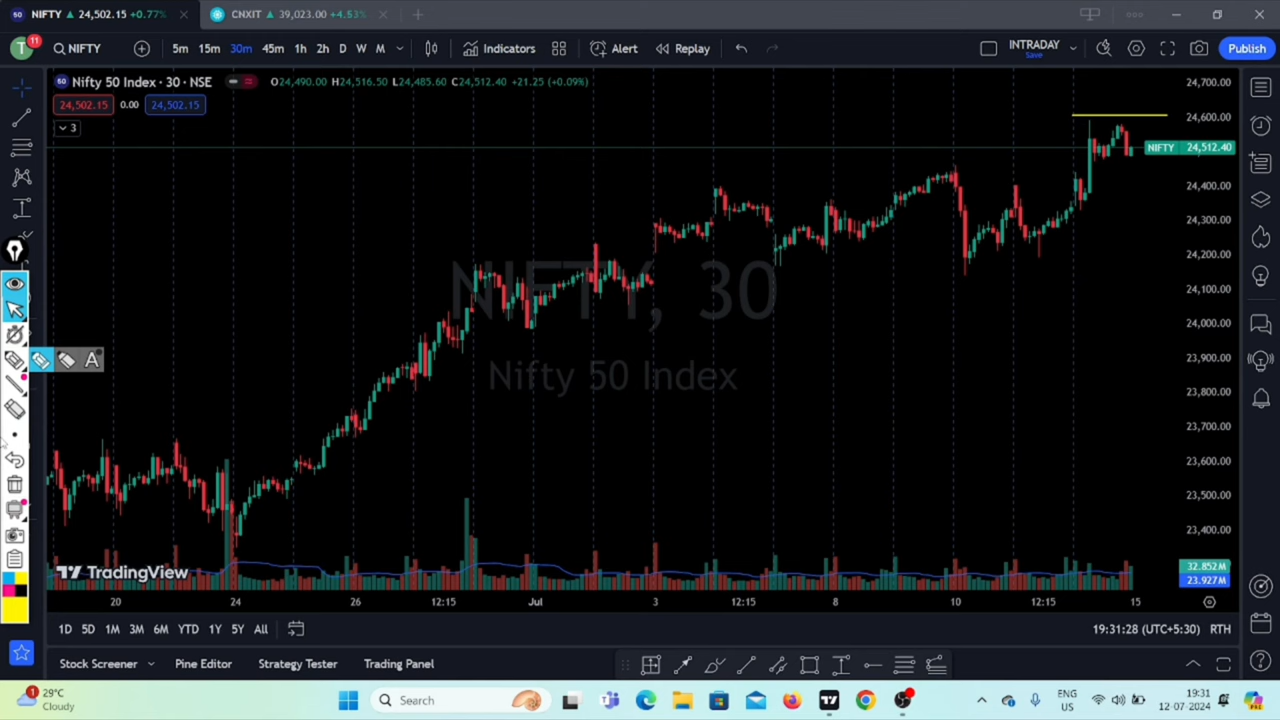 NIFTY ▲ 24,502.15 +0.77%
CNXIT ▲ 39,023.00 +4.53%
T 11
NIFTY 5m 15m 30m 45m 1h 2h D W M Indicators Alert Replay INTRADAY Save Publish
50 Nifty 50 Index · 30 · NSE O24,490.00 H24,516.50 L24,485.60 C24,512.40 +21.25 (+0.09%)
24,502.15 0.00 24,502.15
3
24,700.00
24,600.00
NIFTY 24,512.40
24,400.00
24,300.00
24,200.00
24,100.00
24,000.00
23,900.00
23,800.00
23,700.00
23,600.00
23,500.00
23,400.00
NIFTY, 30
Nifty 50 Index
A
TradingView
32.852M
23.927M
20 24 26 12:15 Jul 3 12:15 8 10 12:15 15
1D 5D 1M 3M 6M YTD 1Y 5Y All 19:31:28 (UTC+5:30) RTH
Stock Screener Pine Editor Strategy Tester Trading Panel
1 29°C
Cloudy
Search
ENG
US
19:31
12-07-2024